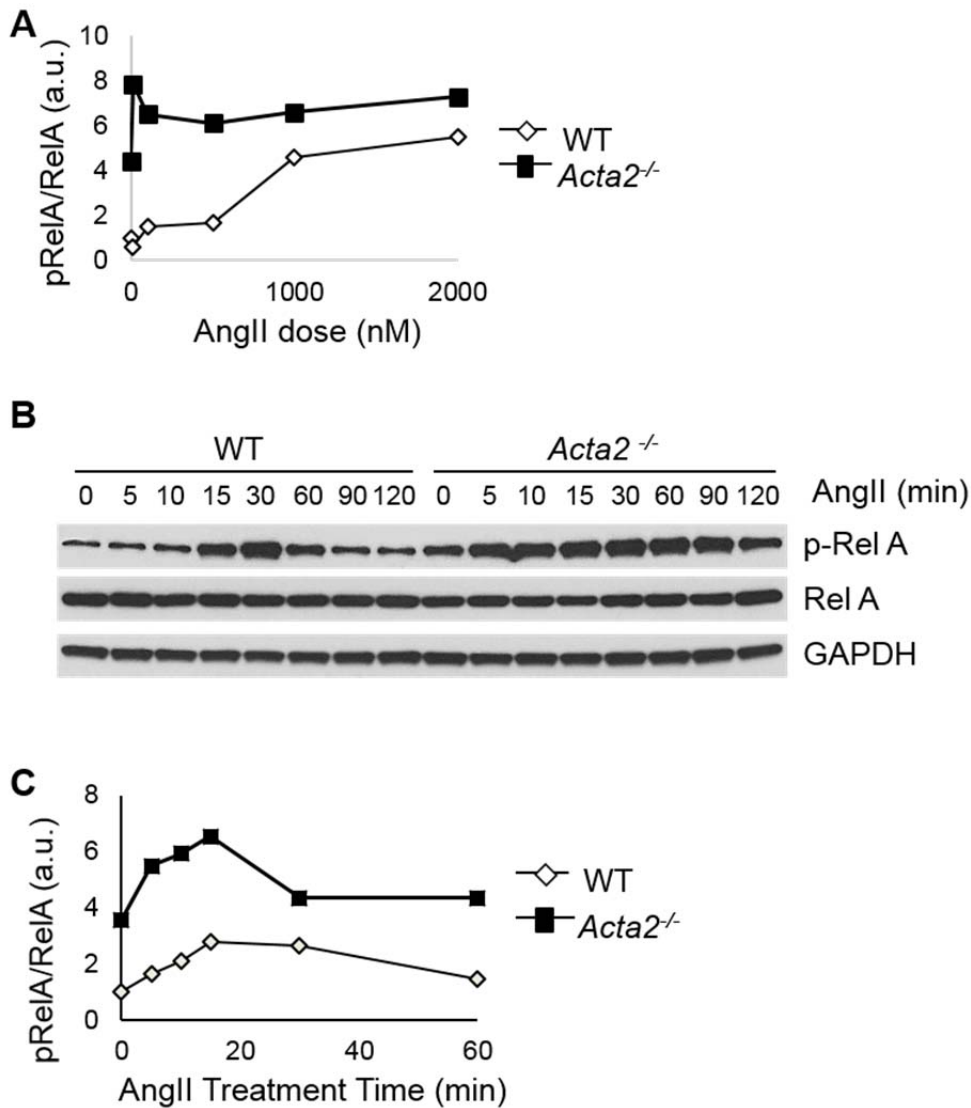 A
pRelA/RelA (a.u.)
10
8
6
4
2
0
0 1000 2000
AngII dose (nM)
WT
Acta2-/-
B
WT Acta2 -/-
0 5 10 15 30 60 90 120 0 5 10 15 30 60 90 120 AngII (min)
p-Rel A
Rel A
GAPDH
C
pRelA/RelA (a.u.)
8
6
4
2
0
0 20 40 60
AngII Treatment Time (min)
WT
Acta2-/-